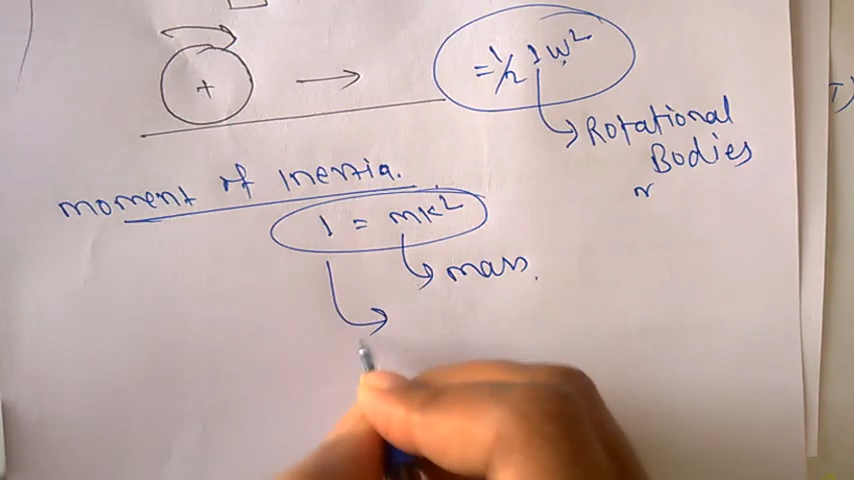 +
= 1/2 I ω²
Rotational
Bodies
moment of Inertia.
I = mk²
mass.